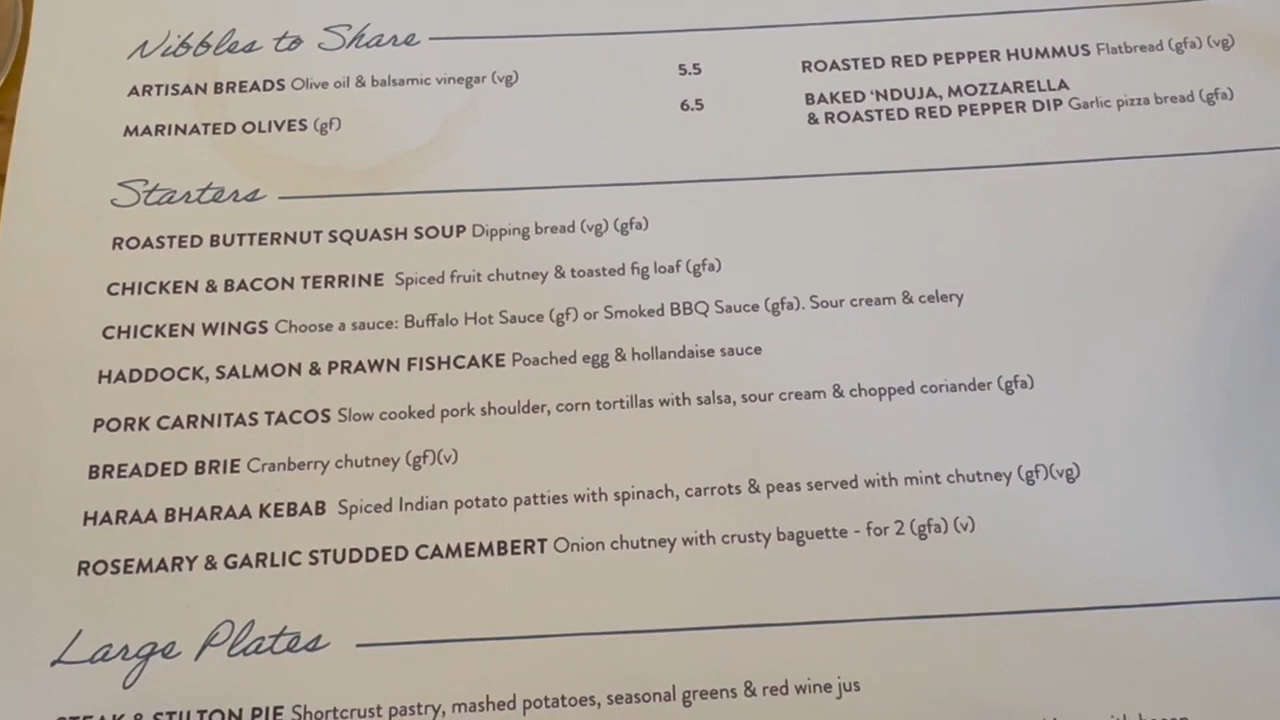 Nibbles to Share
ARTISAN BREADS Olive oil & balsamic vinegar (vg) 5.5
MARINATED OLIVES (gf) 6.5
ROASTED RED PEPPER HUMMUS Flatbread (gfa) (vg)
BAKED ‘NDUJA, MOZZARELLA
& ROASTED RED PEPPER DIP Garlic pizza bread (gfa)
Starters
ROASTED BUTTERNUT SQUASH SOUP Dipping bread (vg) (gfa)
CHICKEN & BACON TERRINE Spiced fruit chutney & toasted fig loaf (gfa)
CHICKEN WINGS Choose a sauce: Buffalo Hot Sauce (gf) or Smoked BBQ Sauce (gfa). Sour cream & celery
HADDOCK, SALMON & PRAWN FISHCAKE Poached egg & hollandaise sauce
PORK CARNITAS TACOS Slow cooked pork shoulder, corn tortillas with salsa, sour cream & chopped coriander (gfa)
BREADED BRIE Cranberry chutney (gf)(v)
HARAA BHARAA KEBAB Spiced Indian potato patties with spinach, carrots & peas served with mint chutney (gf)(vg)
ROSEMARY & GARLIC STUDDED CAMEMBERT Onion chutney with crusty baguette - for 2 (gfa) (v)
Large Plates
STEAK & STILTON PIE Shortcrust pastry, mashed potatoes, seasonal greens & red wine jus